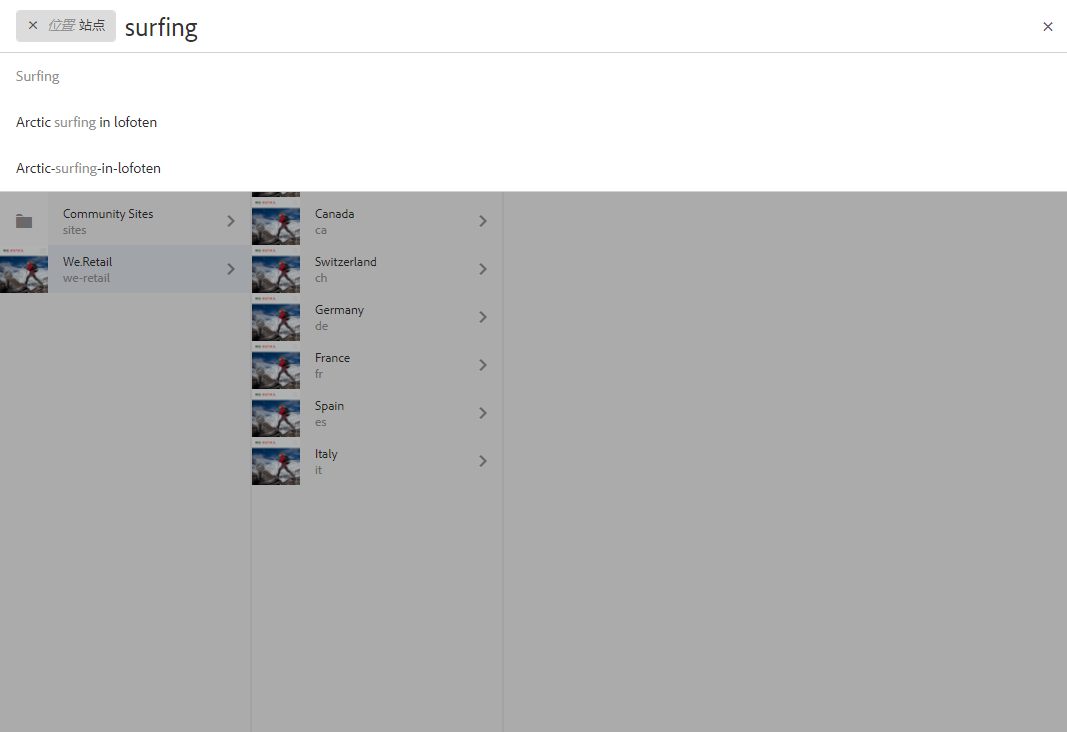 × 位置 站点 surfing ×
Surfing
Arctic surfing in lofoten
Arctic-surfing-in-lofoten
Community Sites
sites
We.Retail
we-retail
Canada
ca
Switzerland
ch
Germany
de
France
fr
Spain
es
Italy
it